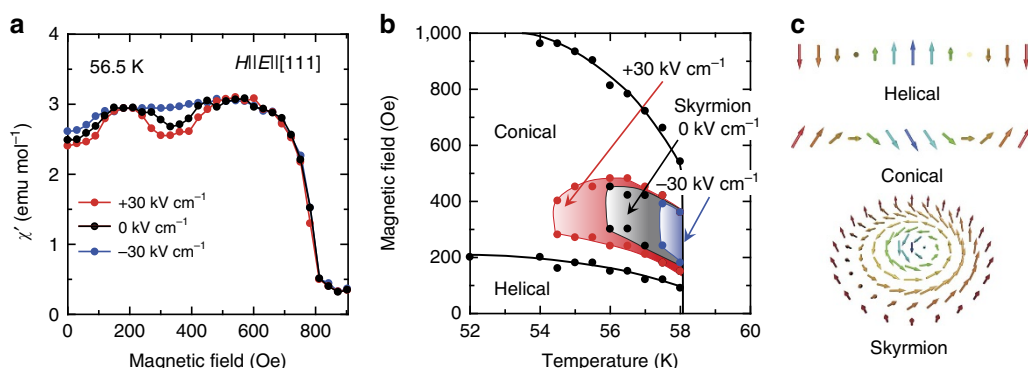 a
4
3
2
1
0
χ′ (emu mol⁻¹)
56.5 K
H||E||[111]
+30 kV cm⁻¹
0 kV cm⁻¹
–30 kV cm⁻¹
0 200 400 600 800
Magnetic field (Oe)
b
1,000
800
600
400
200
0
Magnetic field (Oe)
+30 kV cm⁻¹
Skyrmion
0 kV cm⁻¹
–30 kV cm⁻¹
Conical
Helical
52 54 56 58 60
Temperature (K)
c
Helical
Conical
Skyrmion